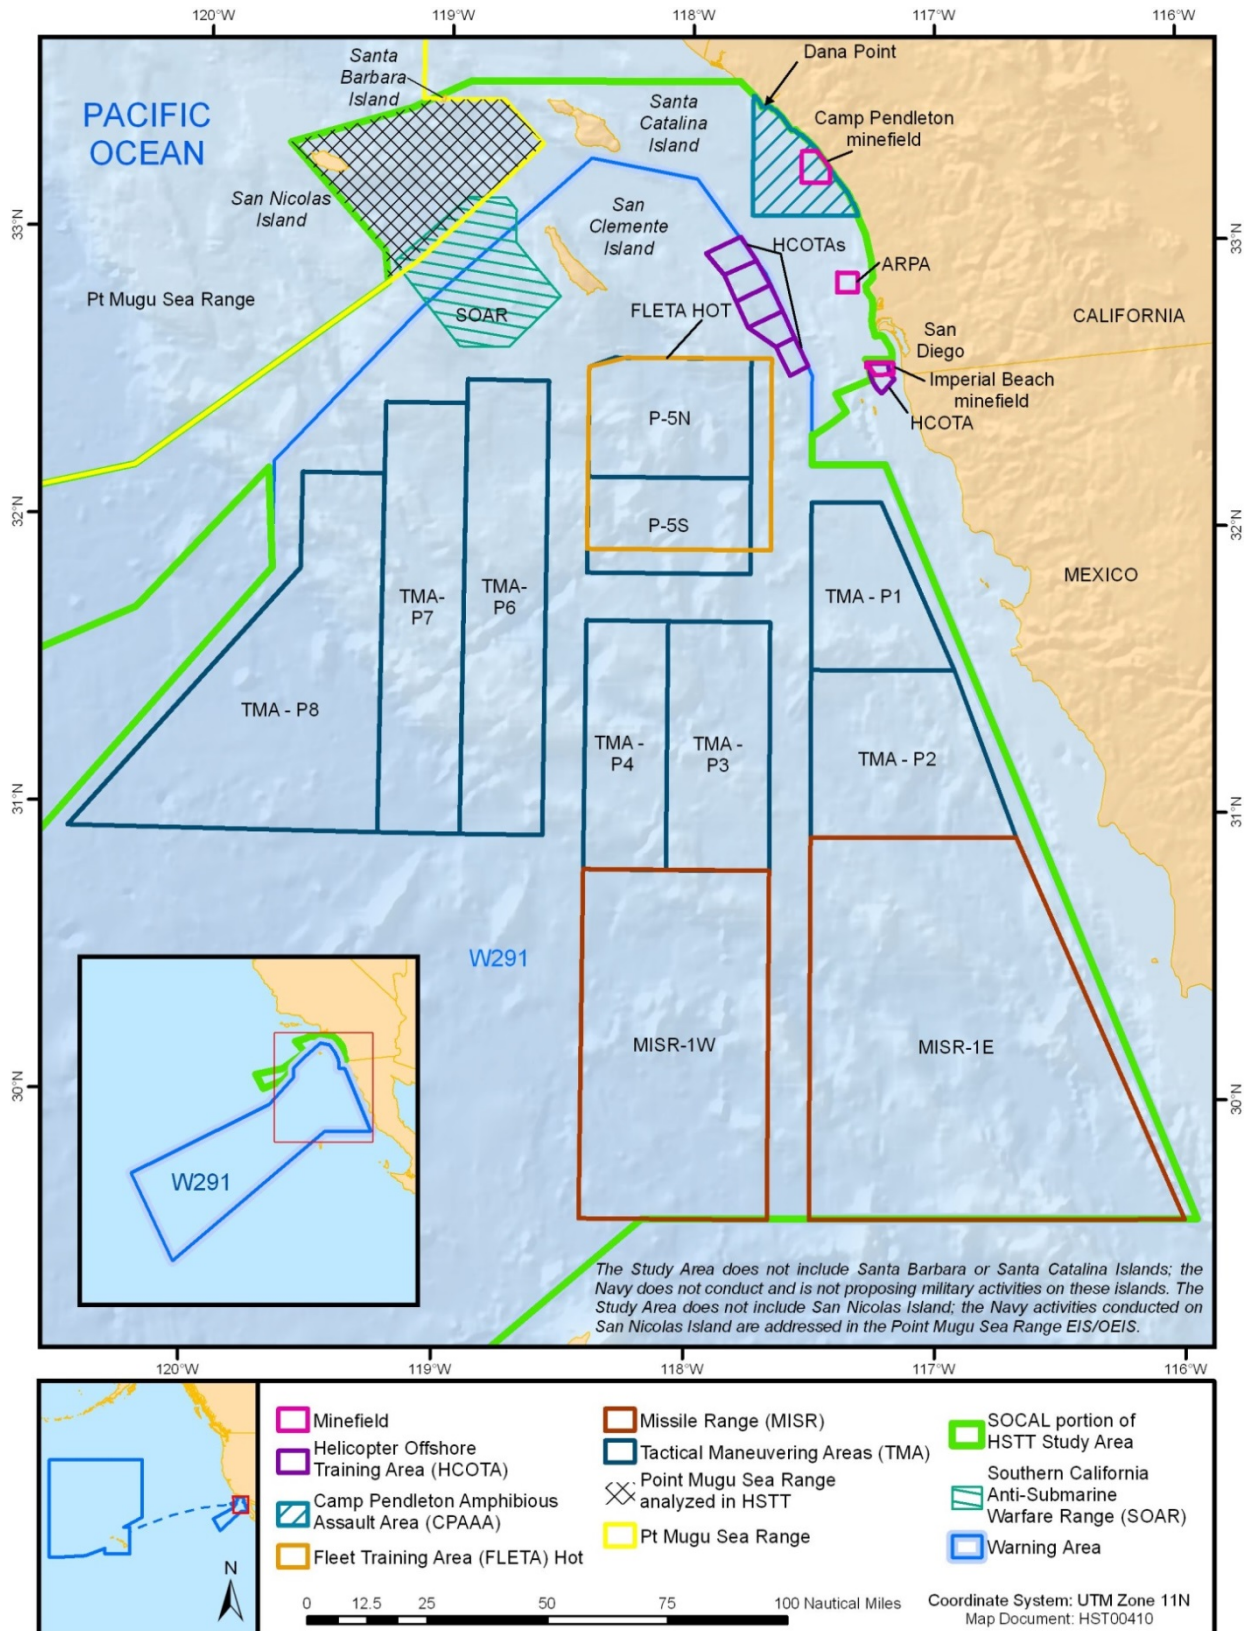 120°W
119°W
118°W
117°W
116°W
Santa
Barbara
Island
Dana Point
PACIFIC
OCEAN
Santa
Catalina
Island
Camp Pendleton
minefield
San Nicolas
Island
San
Clemente
Island
33°N
33°N
HCOTAs
ARPA
Pt Mugu Sea Range
SOAR
FLETA HOT
CALIFORNIA
San
Diego
Imperial Beach
minefield
HCOTA
P-5N
32°N
32°N
P-5S
MEXICO
TMA-
P7
TMA-
P6
TMA - P1
TMA - P8
TMA -
P4
TMA -
P3
TMA - P2
31°N
31°N
W291
MISR-1W
MISR-1E
30°N
30°N
W291
The Study Area does not include Santa Barbara or Santa Catalina Islands; the
Navy does not conduct and is not proposing military activities on these islands. The
Study Area does not include San Nicolas Island; the Navy activities conducted on
San Nicolas Island are addressed in the Point Mugu Sea Range EIS/OEIS.
120°W
119°W
118°W
117°W
116°W
N
Minefield
Helicopter Offshore
Training Area (HCOTA)
Camp Pendleton Amphibious
Assault Area (CPAAA)
Fleet Training Area (FLETA) Hot
Missile Range (MISR)
Tactical Maneuvering Areas (TMA)
Point Mugu Sea Range
analyzed in HSTT
Pt Mugu Sea Range
SOCAL portion of
HSTT Study Area
Southern California
Anti-Submarine
Warfare Range (SOAR)
Warning Area
0 12.5 25 50 75 100 Nautical Miles
Coordinate System: UTM Zone 11N
Map Document: HST00410